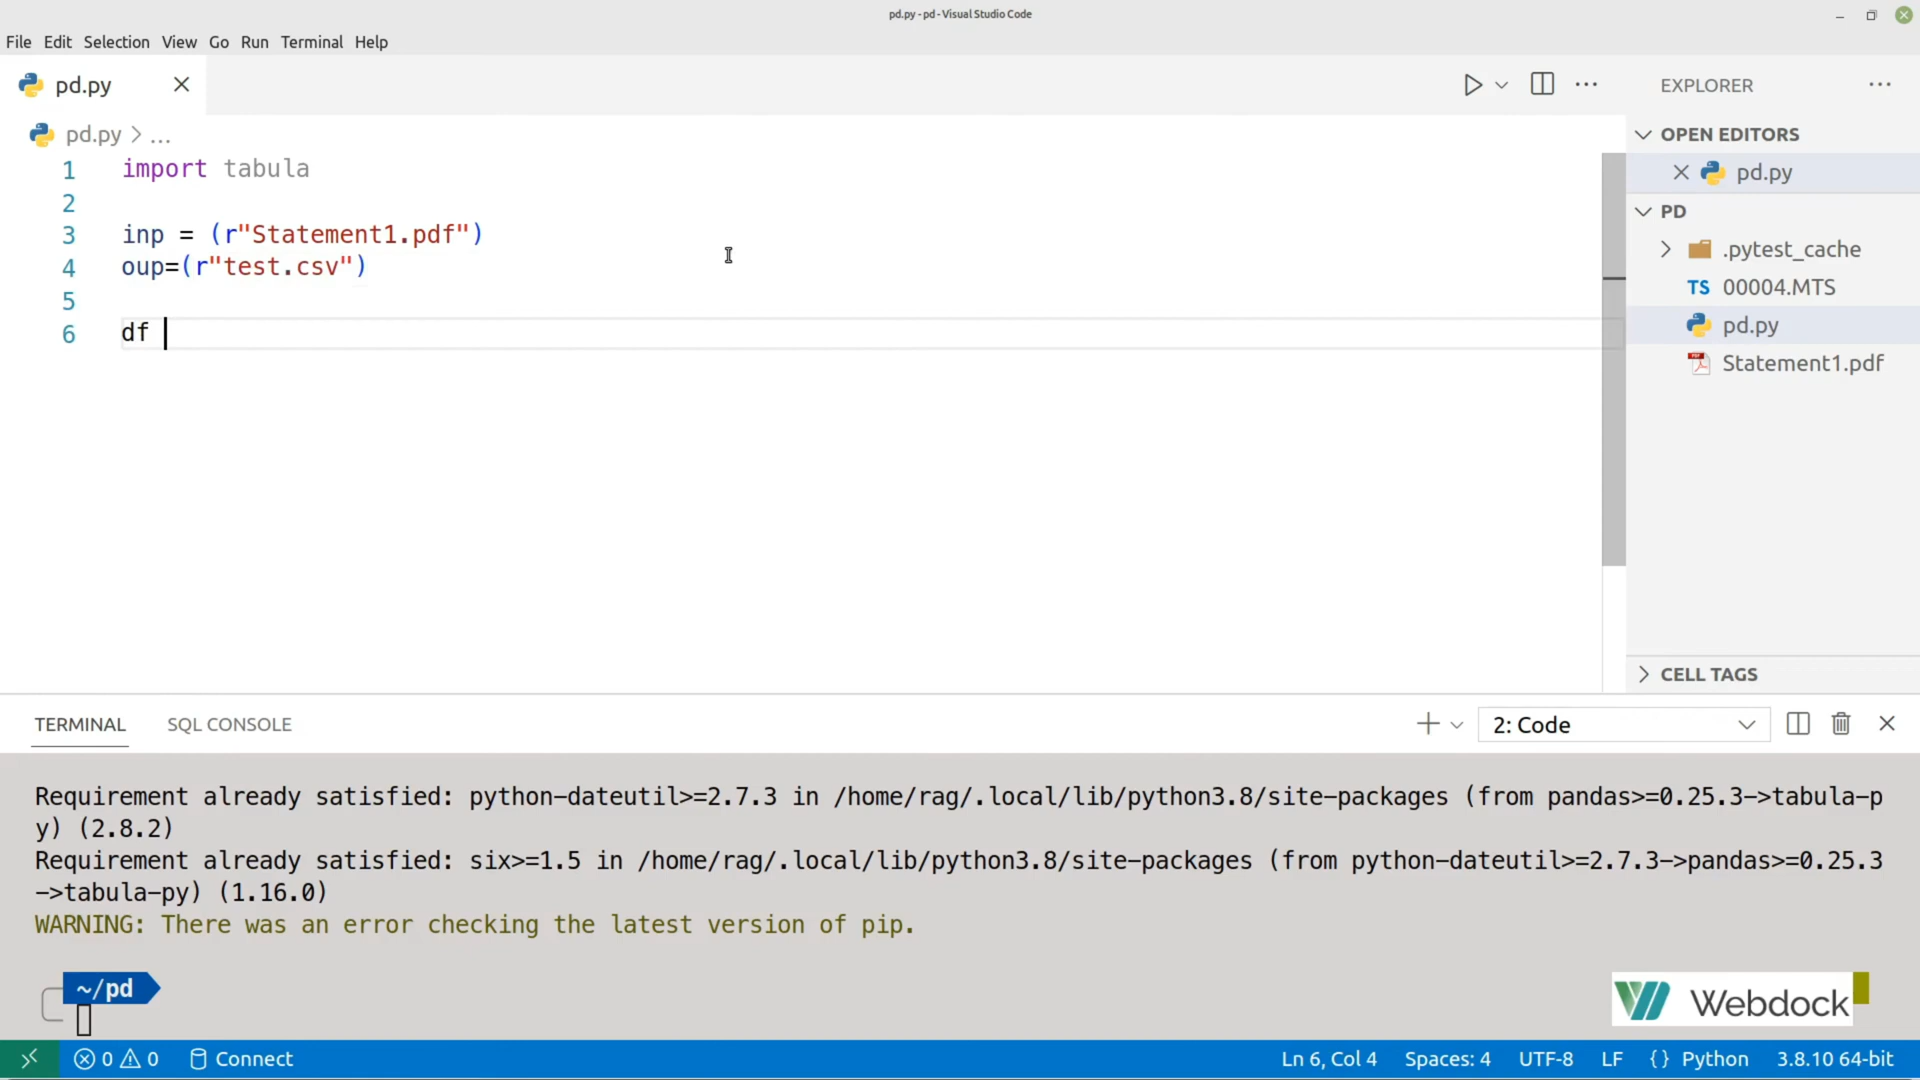 pd.py - pd - Visual Studio Code
File Edit Selection View Go Run Terminal Help
pd.py
EXPLORER
pd.py > ...
OPEN EDITORS
pd.py
PD
.pytest_cache
TS 00004.MTS
pd.py
Statement1.pdf
CELL TAGS
1 import tabula
2
3 inp = (r"Statement1.pdf")
4 oup=(r"test.csv")
5
6 df
TERMINAL SQL CONSOLE
2: Code
Requirement already satisfied: python-dateutil>=2.7.3 in /home/rag/.local/lib/python3.8/site-packages (from pandas>=0.25.3->tabula-p
y) (2.8.2)
Requirement already satisfied: six>=1.5 in /home/rag/.local/lib/python3.8/site-packages (from python-dateutil>=2.7.3->pandas>=0.25.3
->tabula-py) (1.16.0)
WARNING: There was an error checking the latest version of pip.
~/pd
Webdock
0 0 Connect
Ln 6, Col 4 Spaces: 4 UTF-8 LF {} Python 3.8.10 64-bit